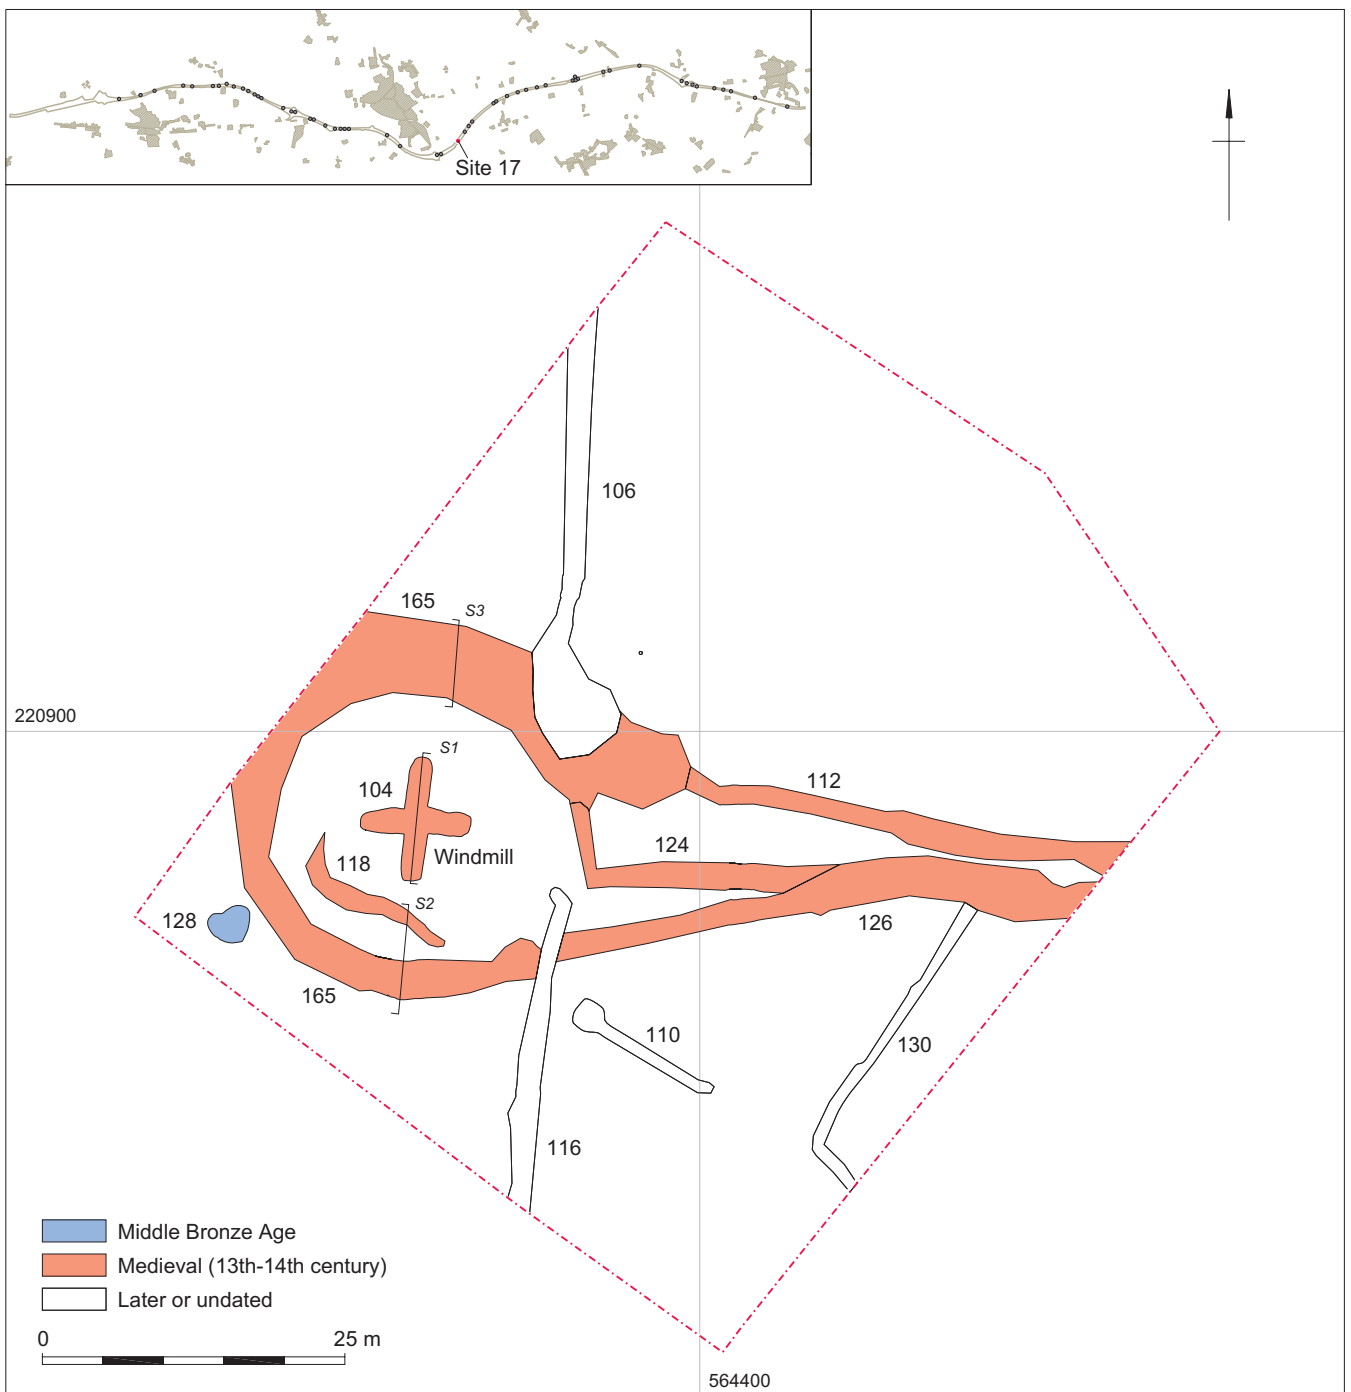 Site 17
106
165
S3
220900
S1
104
112
Windmill
124
118
S2
128
126
165
110
130
116
Middle Bronze Age
Medieval (13th-14th century)
Later or undated
0 25 m
564400